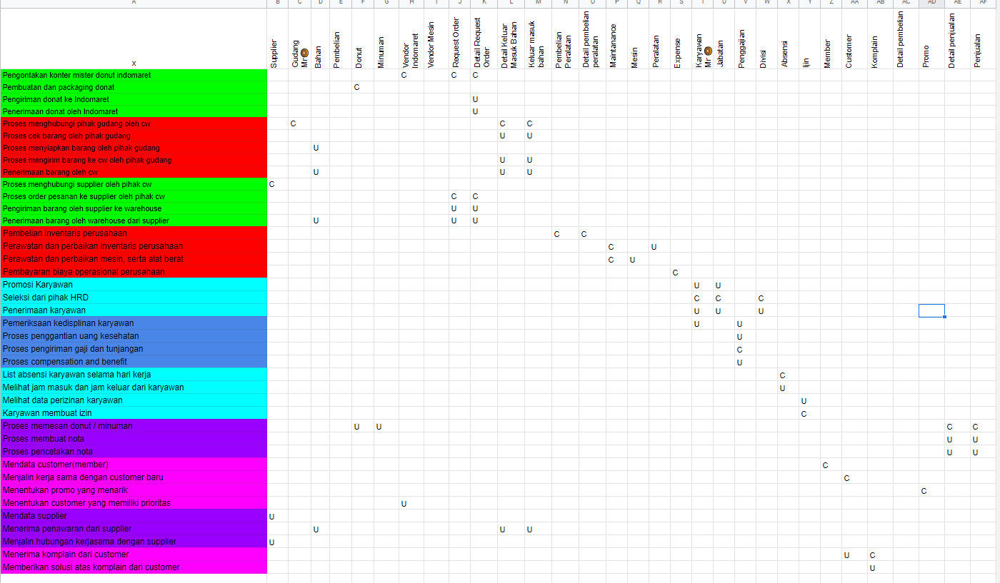 A B C D E F G H I J K L M N O P Q R S T U V W X Y Z AA AB AC AD AE AF
x Supplier Gudang Mr Bahan Pembelian Donut Minuman Vendor Indomaret Vendor Mesin Request Order Detail Request Order Detail Keluar Masuk Bahan Keluar masuk bahan Pembelian Peralatan Detail pembelian peralatan Maintanance Mesin Peralatan Expense Karyawan Mr Jabatan Penggajian Divisi Absensi Ijin Member Customer Komplain Detail pembelian Promo Detail penjualan Penjualan
Pengontakan konter mister donut indomaret C C C
Pembuatan dan packaging donat C
Pengiriman donat ke Indomaret U
Penerimaan donat oleh Indomaret U
Proses menghubungi pihak gudang oleh cw C C C
Proses cek barang oleh pihak gudang U U
Proses menyiapkan barang oleh pihak gudang U
Proses mengirim barang ke cw oleh pihak gudang U U
Penerimaan barang oleh cw U U U
Proses menghubungi supplier oleh pihak cw C
Proses order pesanan ke supplier oleh pihak cw C C
Pengiriman barang oleh supplier ke warehouse U U
Penerimaan barang oleh warehouse dari supplier U U U
Pembelian inventaris perusahaan C C
Perawatan dan perbaikan inventaris perusahaan C U
Perawatan dan perbaikan mesin, serta alat berat C U
Pembayaran biaya operasional perusahaan C
Promosi Karyawan U U
Seleksi dari pihak HRD C C C
Penerimaan karyawan U U U
Pemeriksaan kedisplinan karyawan U U
Proses penggantian uang kesehatan U
Proses pengiriman gaji dan tunjangan C
Proses compensation and benefit U
List absensi karyawan selama hari kerja C
Melihat jam masuk dan jam keluar dari karyawan U
Melihat data perizinan karyawan U
Karyawan membuat izin C
Proses memesan donut / minuman U U C C
Proses membuat nota U U
Proses pencetakan nota U U
Mendata customer(member) C
Menjalin kerja sama dengan customer baru C
Menentukan promo yang menarik C
Menentukan customer yang memiliki prioritas U
Mendata supplier U
Menerima penawaran dari supplier U U U
Menjalin hubungan kerjasama dengan supplier U
Menerima komplain dari customer U C
Memberikan solusi atas komplain dari customer U